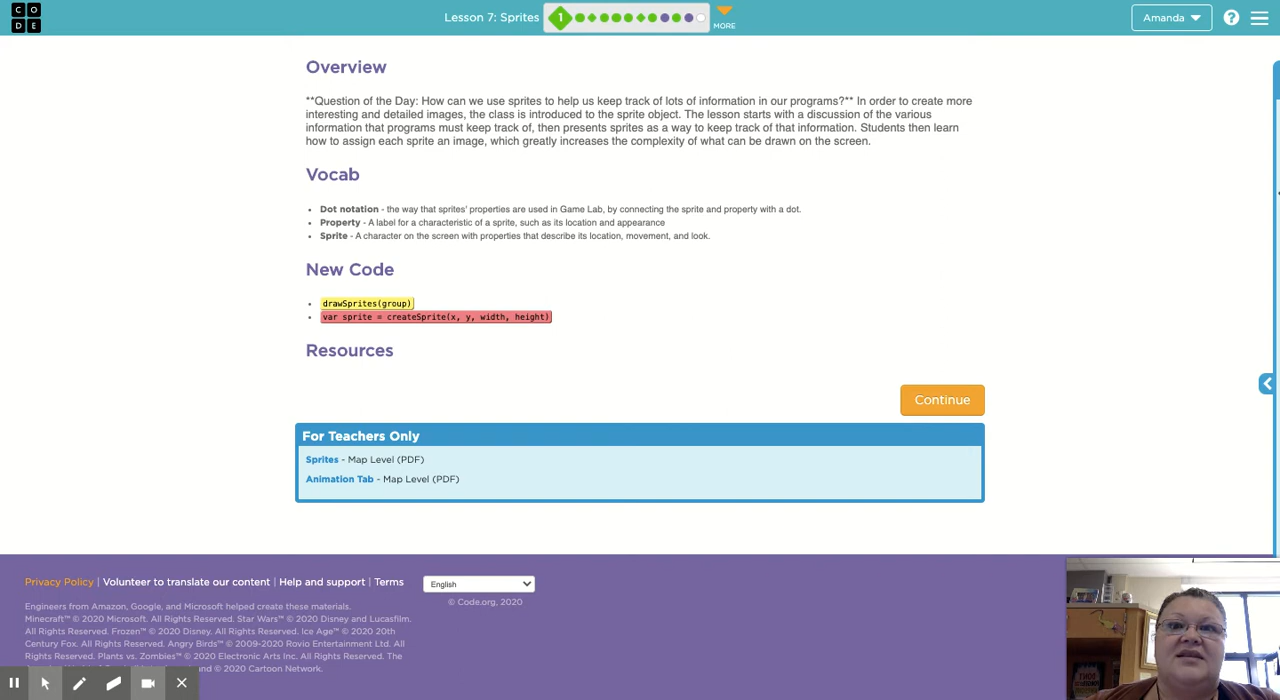 C O
D E
Lesson 7: Sprites
1
MORE
Amanda
?
Overview
**Question of the Day: How can we use sprites to help us keep track of lots of information in our programs?** In order to create more
interesting and detailed images, the class is introduced to the sprite object. The lesson starts with a discussion of the various
information that programs must keep track of, then presents sprites as a way to keep track of that information. Students then learn
how to assign each sprite an image, which greatly increases the complexity of what can be drawn on the screen.
Vocab
• Dot notation - the way that sprites' properties are used in Game Lab, by connecting the sprite and property with a dot.
• Property - A label for a characteristic of a sprite, such as its location and appearance
• Sprite - A character on the screen with properties that describe its location, movement, and look.
New Code
• drawSprites(group)
• var sprite = createSprite(x, y, width, height)
Resources
Continue
For Teachers Only
Sprites - Map Level (PDF)
Animation Tab - Map Level (PDF)
Privacy Policy | Volunteer to translate our content | Help and support | Terms
English
© Code.org, 2020
Engineers from Amazon, Google, and Microsoft helped create these materials.
Minecraft™ © 2020 Microsoft. All Rights Reserved. Star Wars™ © 2020 Disney and Lucasfilm.
All Rights Reserved. Frozen™ © 2020 Disney. All Rights Reserved. Ice Age™ © 2020 20th
Century Fox. All Rights Reserved. Angry Birds™ © 2009-2020 Rovio Entertainment Ltd. All
Rights Reserved. Plants vs. Zombies™ © 2020 Electronic Arts Inc. All Rights Reserved. The
and © 2020 Cartoon Network.